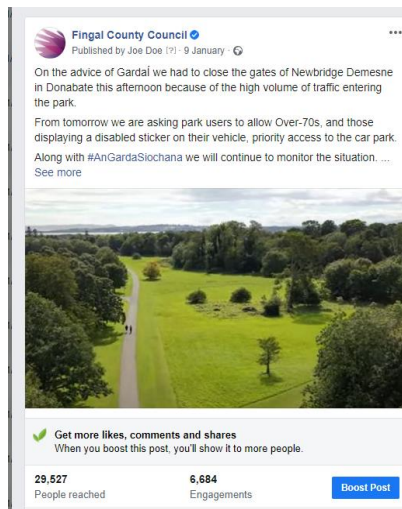 Fingal County Council
Published by Joe Doe [?] · 9 January ·
On the advice of GardaÍ we had to close the gates of Newbridge Demesne
in Donabate this afternoon because of the high volume of traffic entering
the park.
From tomorrow we are asking park users to allow Over-70s, and those
displaying a disabled sticker on their vehicle, priority access to the car park.
Along with #AnGardaSiochana we will continue to monitor the situation. ...
See more
Get more likes, comments and shares
When you boost this post, you'll show it to more people.
29,527
People reached
6,684
Engagements
Boost Post